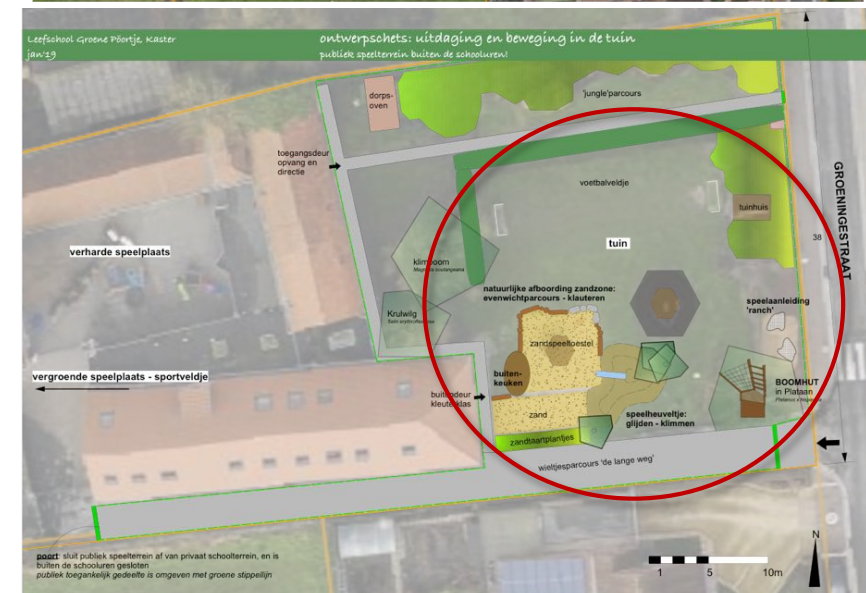 Leefschool Groene Póortje, Kaster
jan'19
ontwerpschets: uitdaging en beweging in de tuin
publiek speelterrein buiten de schooluren!
dorps-
oven
'jungle'parcours
toegangsdeur
opvang en
directie
voetbalveldje
tuinhuis
GROENINGESTRAAT
38
verharde speelplaats
tuin
klimboom
Krulwilg
natuurlijke afboording zandzone:
evenwichtparcours - klauteren
speelaanleiding
'ranch'
zandspeeltoestel
vergroende speelplaats - sportveldje
buiten-
keuken
BOOMHUT
in Plataan
buitendeur
kleuterklas
zand
speelheuveltje:
glijden - klimmen
zandtaartplantjes
wieltjesparcours 'de lange weg'
N
poort: sluit publiek speelterrein af van privaat schoolterrein, en is
buiten de schooluren gesloten
publiek toegankelijk gedeelte is omgeven met groene stippellijn
1 5 10m